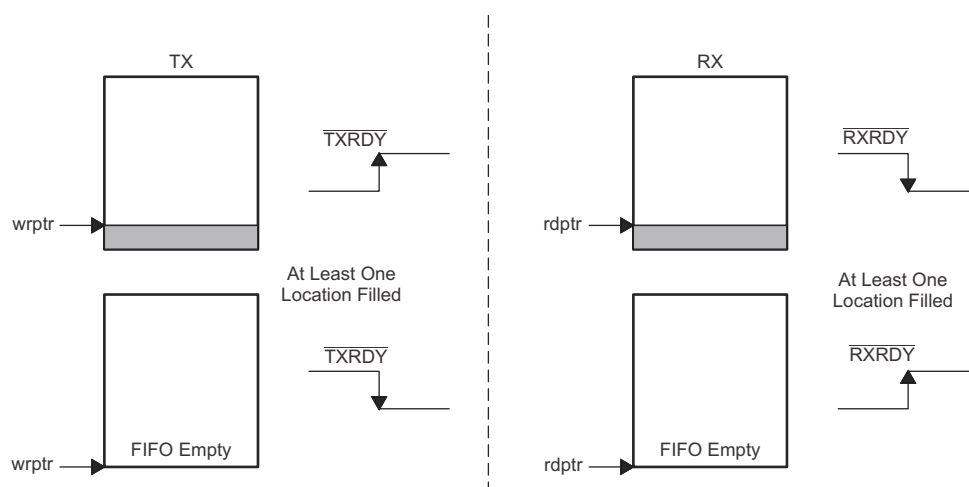 TX
RX
TXRDY
RXRDY
wrptr
rdptr
At Least One
Location Filled
At Least One
Location Filled
TXRDY
RXRDY
FIFO Empty
FIFO Empty
wrptr
rdptr